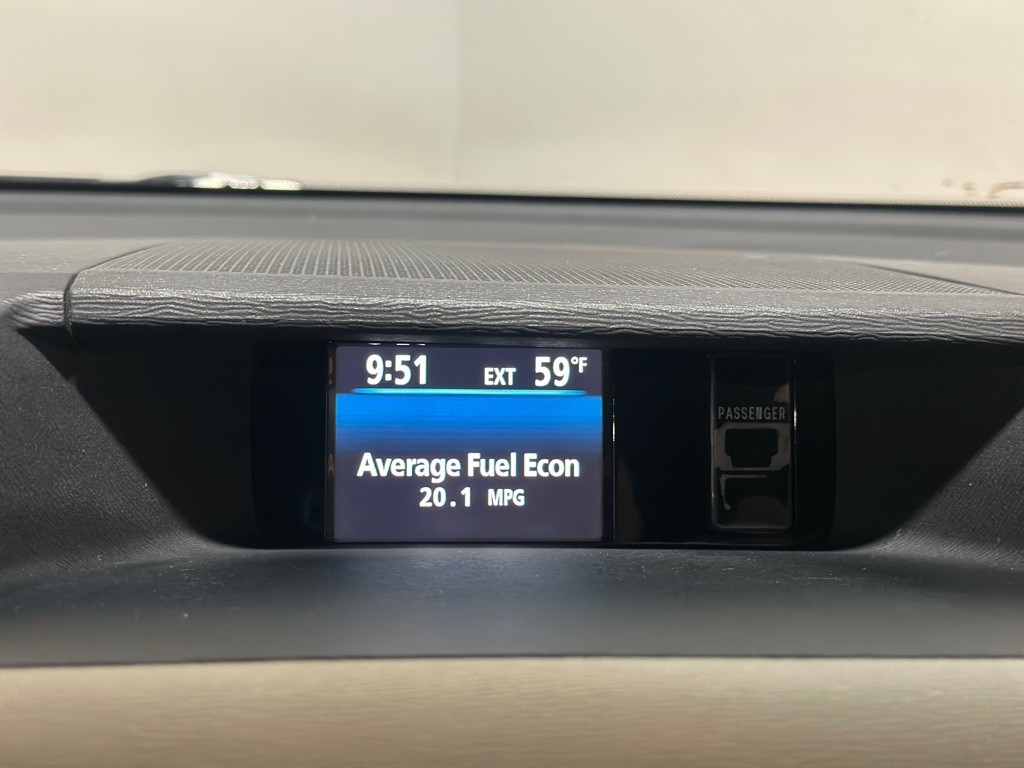 9:51 EXT 59°F
Average Fuel Econ
20.1 MPG
PASSENGER